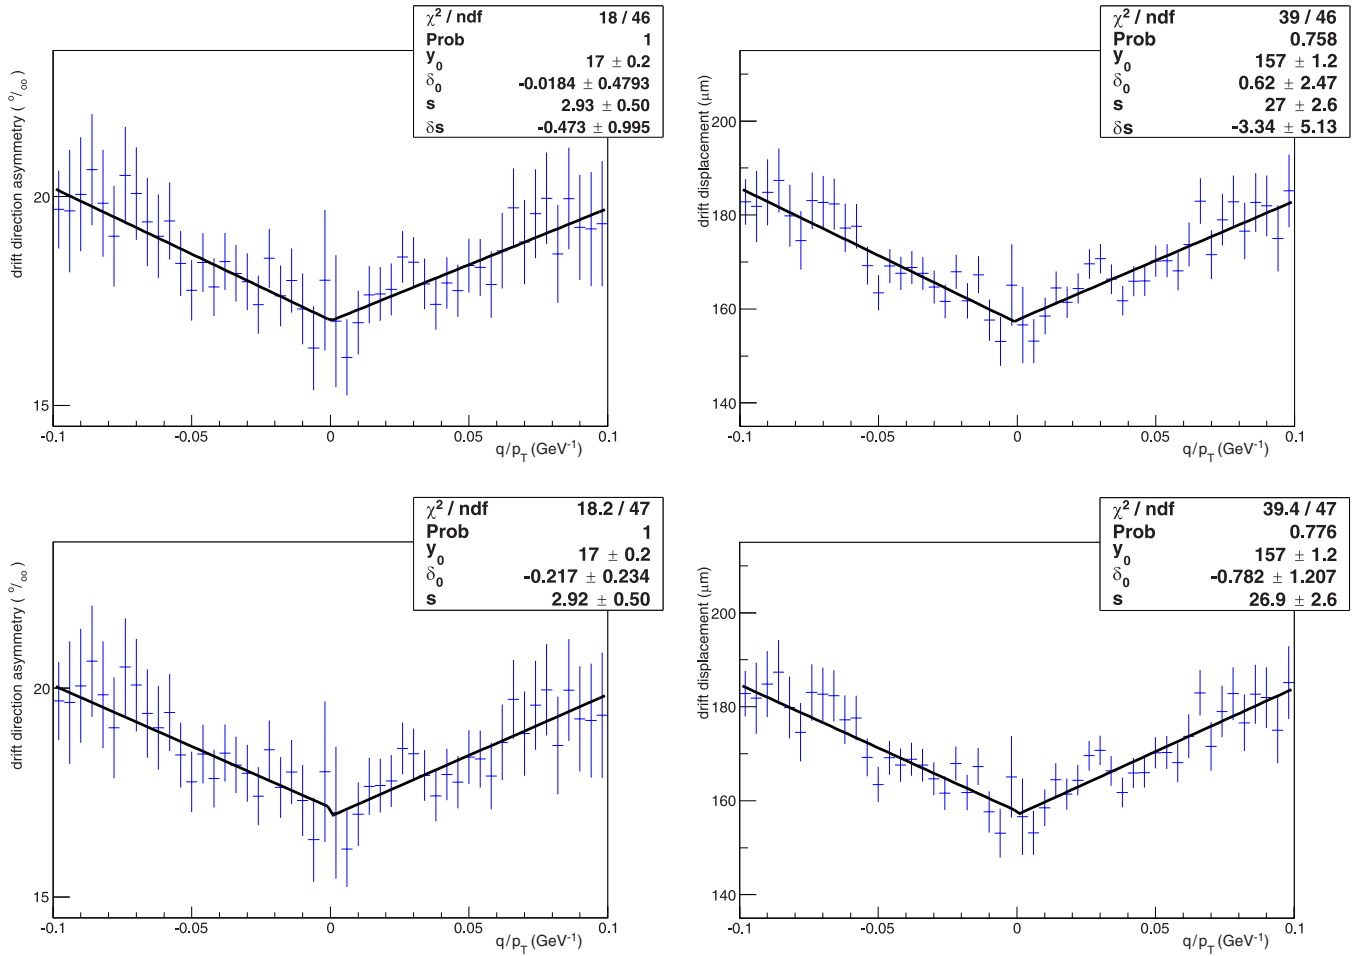 χ² / ndf 18 / 46
Prob 1
y₀ 17 ± 0.2
δ₀ -0.0184 ± 0.4793
s 2.93 ± 0.50
δs -0.473 ± 0.995
drift direction asymmetry ( ⁰/₀₀ )
20
15
-0.1 -0.05 0 0.05 0.1
q/p_T (GeV⁻¹)
χ² / ndf 39 / 46
Prob 0.758
y₀ 157 ± 1.2
δ₀ 0.62 ± 2.47
s 27 ± 2.6
δs -3.34 ± 5.13
drift displacement (μm)
200
180
160
140
-0.1 -0.05 0 0.05 0.1
q/p_T (GeV⁻¹)
χ² / ndf 18.2 / 47
Prob 1
y₀ 17 ± 0.2
δ₀ -0.217 ± 0.234
s 2.92 ± 0.50
drift direction asymmetry ( ⁰/₀₀ )
20
15
-0.1 -0.05 0 0.05 0.1
q/p_T (GeV⁻¹)
χ² / ndf 39.4 / 47
Prob 0.776
y₀ 157 ± 1.2
δ₀ -0.782 ± 1.207
s 26.9 ± 2.6
drift displacement (μm)
200
180
160
140
-0.1 -0.05 0 0.05 0.1
q/p_T (GeV⁻¹)